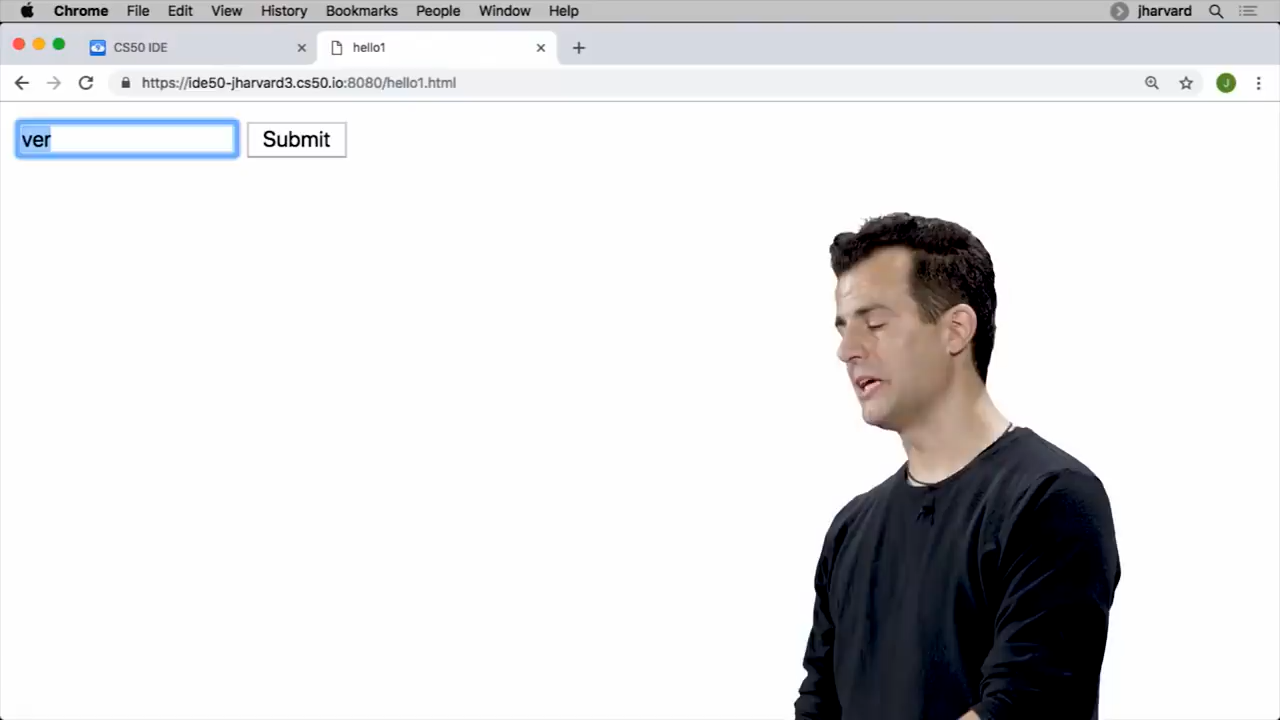 Chrome File Edit View History Bookmarks People Window Help jharvard
CS50 IDE hello1
https://ide50-jharvard3.cs50.io:8080/hello1.html J
ver Submit